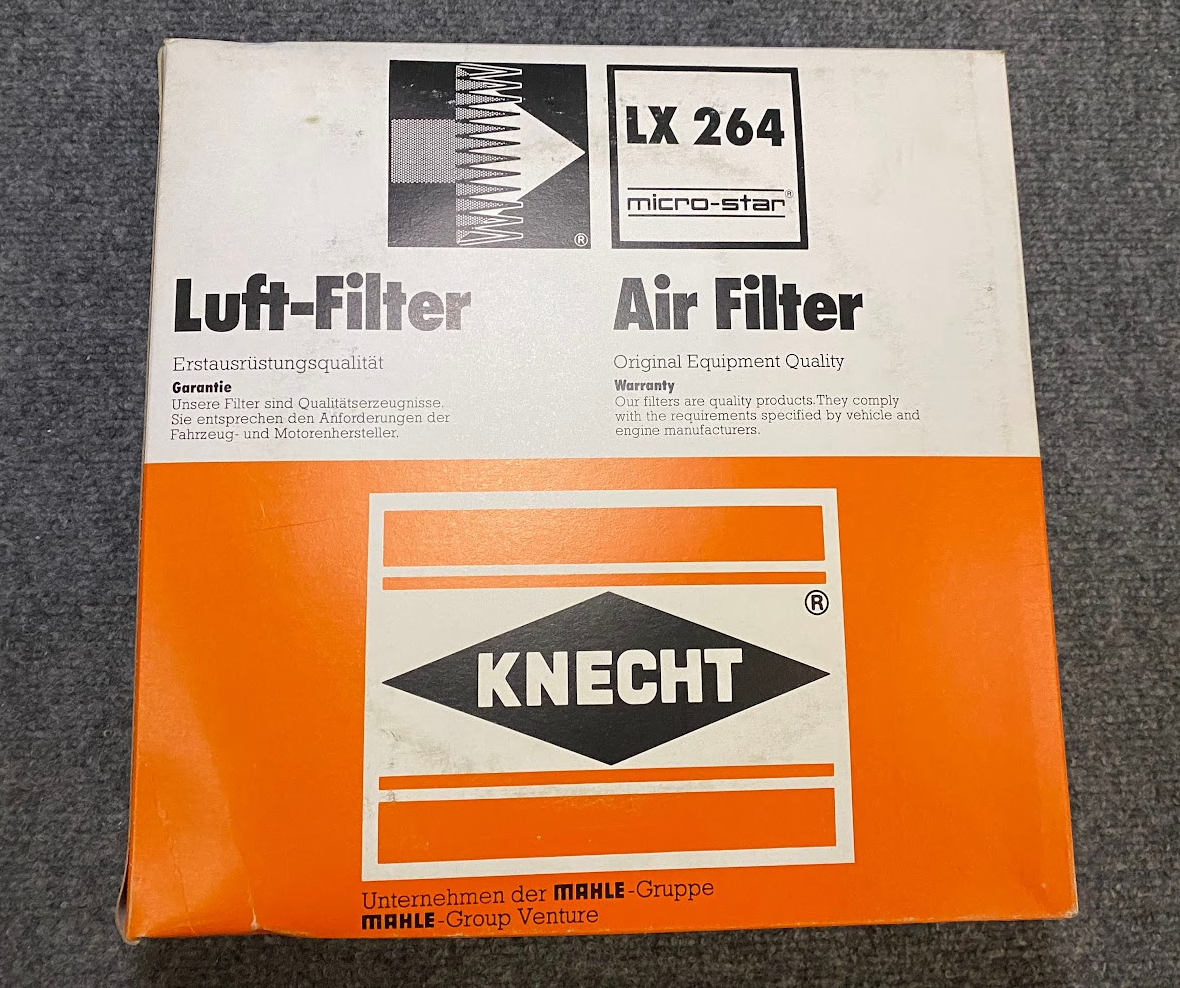 ®
LX 264
micro-star®
Luft-Filter
Erstausrüstungsqualität
Garantie
Unsere Filter sind Qualitätserzeugnisse.
Sie entsprechen den Anforderungen der
Fahrzeug- und Motorenhersteller.
Air Filter
Original Equipment Quality
Warranty
Our filters are quality products.They comply
with the requirements specified by vehicle and
engine manufacturers.
®
KNECHT
Unternehmen der MAHLE-Gruppe
MAHLE-Group Venture